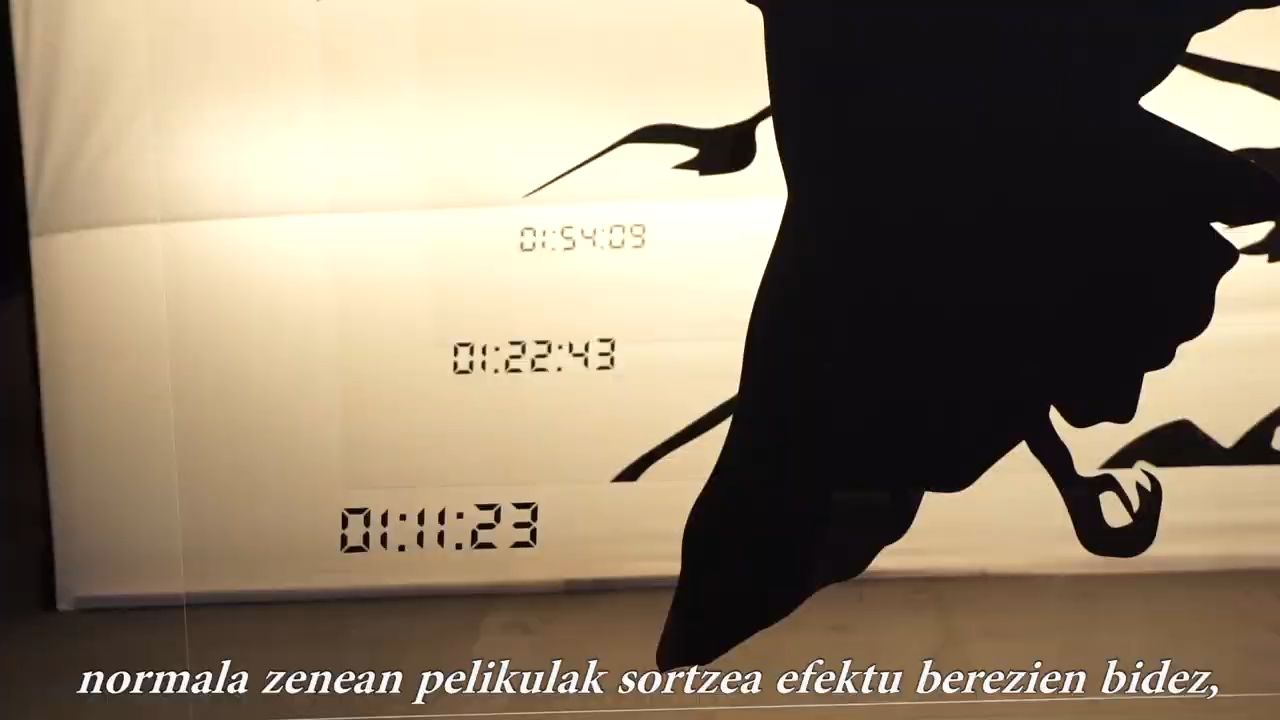 01:54:09
01:22:43
01:11:23
normala zenean pelikulak sortzea efektu berezien bidez,